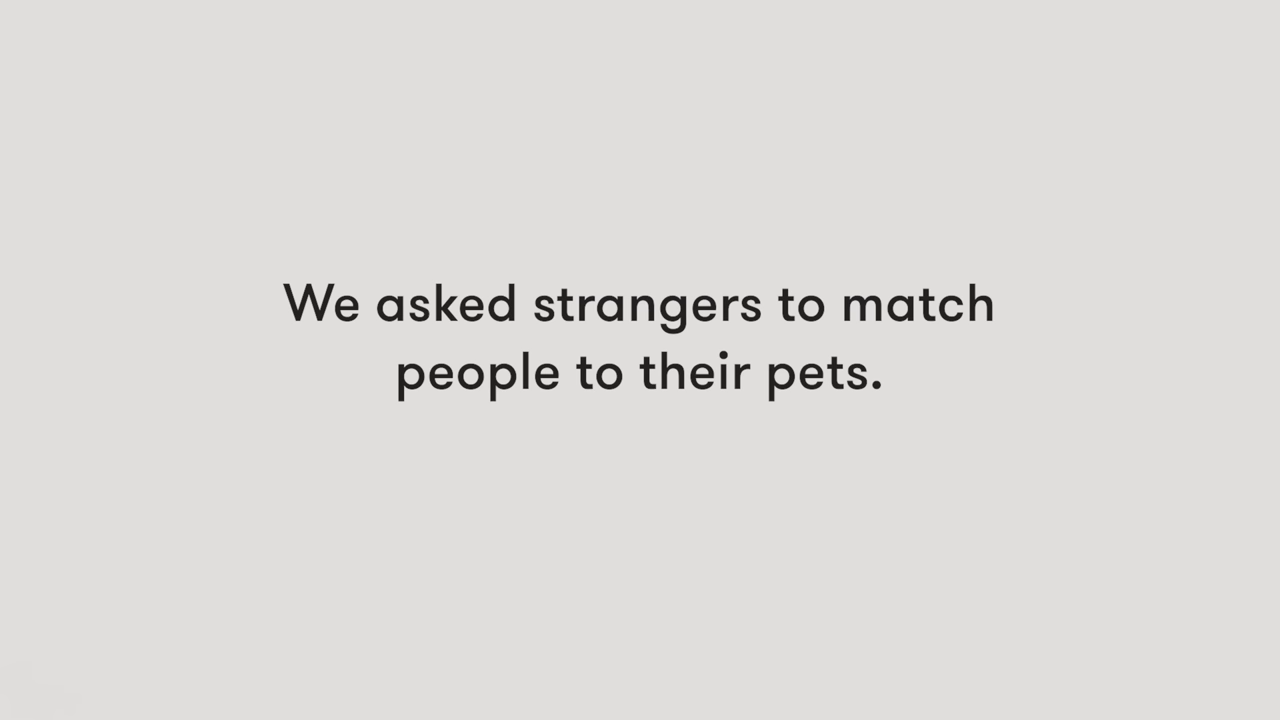 We asked strangers to match
people to their pets.